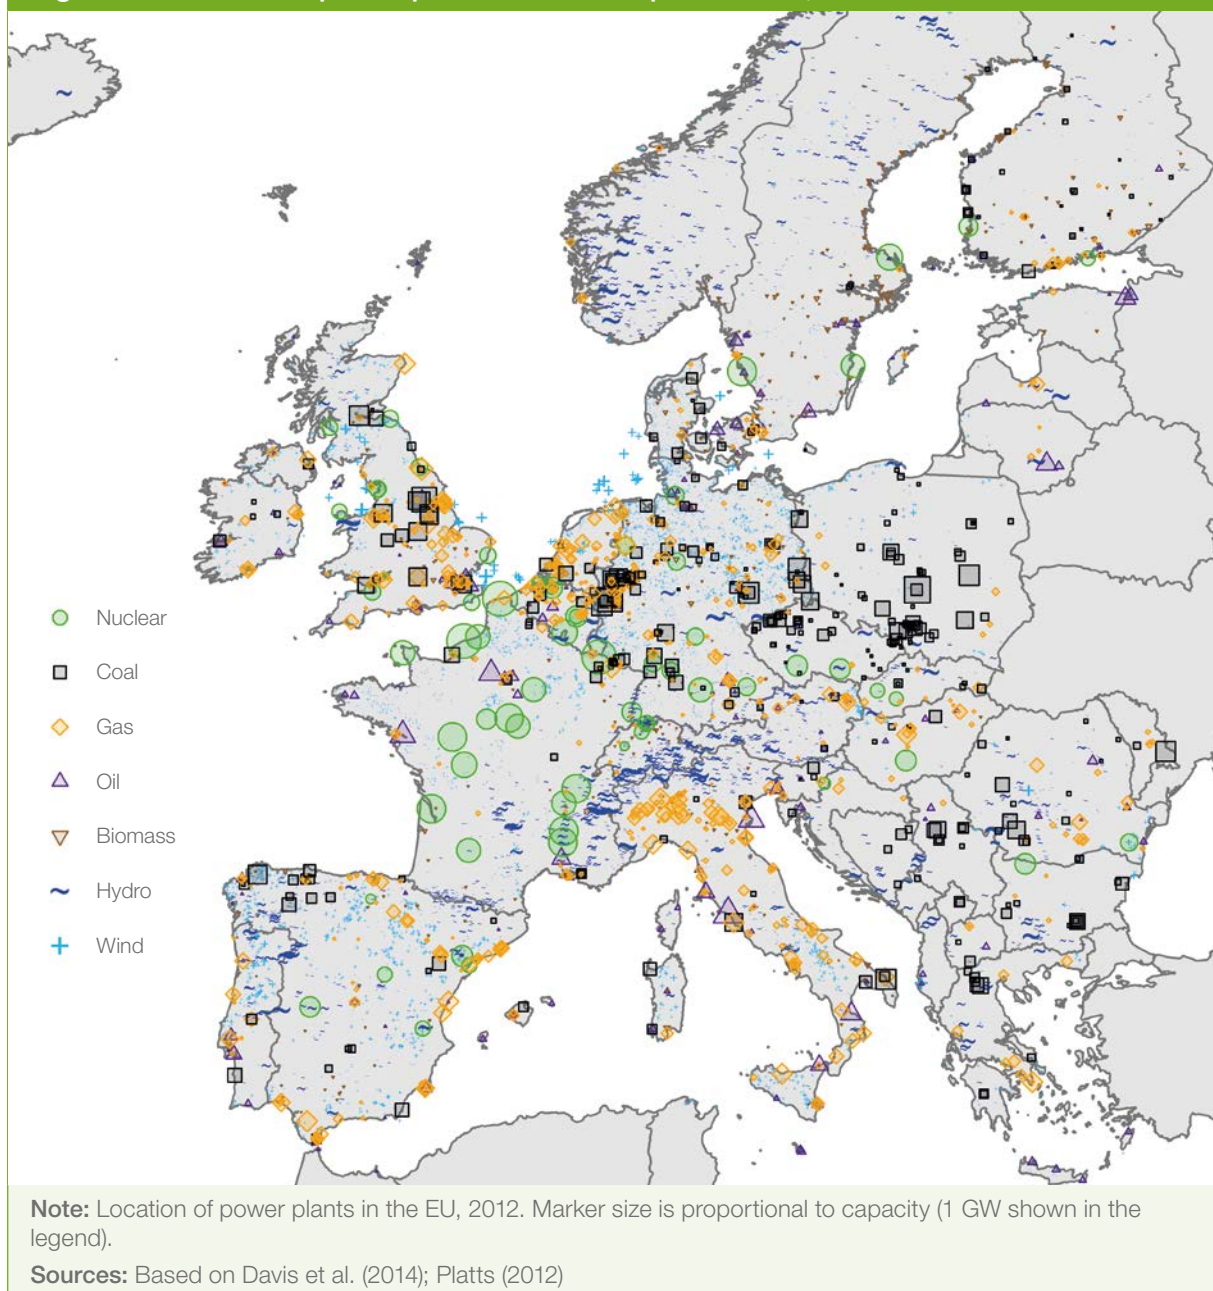 Nuclear
Coal
Gas
Oil
Biomass
Hydro
Wind
Note: Location of power plants in the EU, 2012. Marker size is proportional to capacity (1 GW shown in the
legend).
Sources: Based on Davis et al. (2014); Platts (2012)